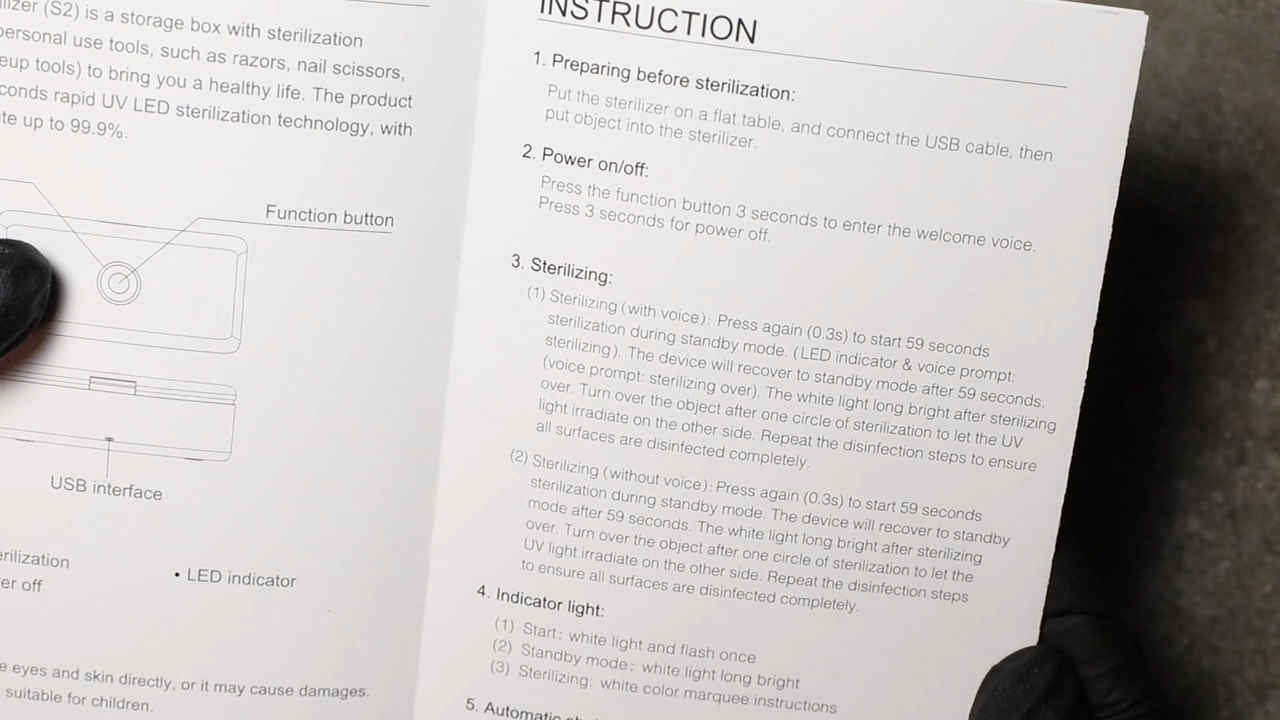 (S2) is a storage box with sterilization
personal use tools, such as razors, nail scissors,
tools) to bring you a healthy life. The product
rapid UV LED sterilization technology, with
up to 99.9%.
Function button
USB interface
• LED indicator
off
eyes and skin directly, or it may cause damages.
suitable for children.
INSTRUCTION
1. Preparing before sterilization:
Put the sterilizer on a flat table, and connect the USB cable, then
put object into the sterilizer.
2. Power on/off:
Press the function button 3 seconds to enter the welcome voice.
Press 3 seconds for power off.
3. Sterilizing:
(1) Sterilizing (with voice): Press again (0.3s) to start 59 seconds
sterilization during standby mode. (LED indicator & voice prompt:
sterilizing). The device will recover to standby mode after 59 seconds.
(voice prompt: sterilizing over). The white light long bright after sterilizing
over. Turn over the object after one circle of sterilization to let the UV
light irradiate on the other side. Repeat the disinfection steps to ensure
all surfaces are disinfected completely.
(2) Sterilizing (without voice): Press again (0.3s) to start 59 seconds
sterilization during standby mode. The device will recover to standby
mode after 59 seconds. The white light long bright after sterilizing
over. Turn over the object after one circle of sterilization to let the
UV light irradiate on the other side. Repeat the disinfection steps
to ensure all surfaces are disinfected completely.
4. Indicator light:
(1) Start: white light and flash once
(2) Standby mode: white light long bright
(3) Sterilizing: white color marquee instructions
5. Automatic